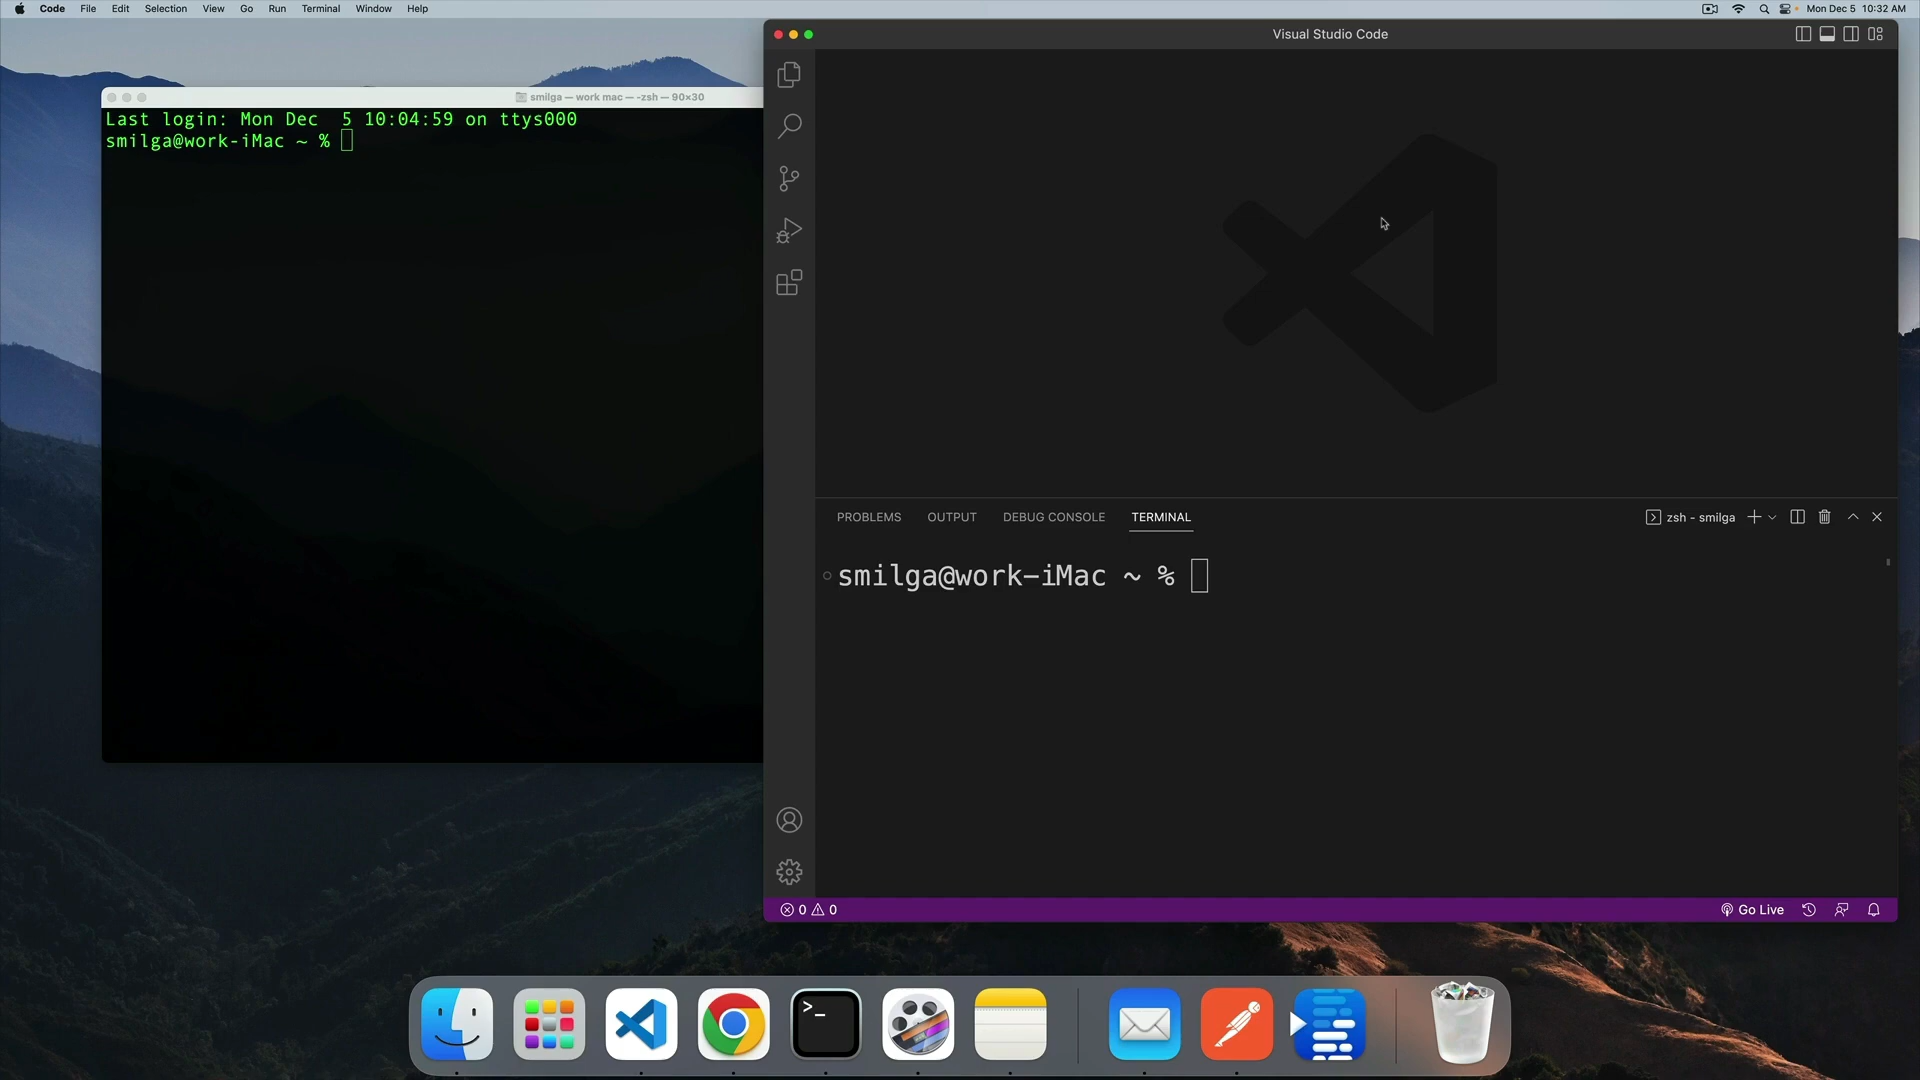 Code File Edit Selection View Go Run Terminal Window Help
Mon Dec 5 10:32 AM
smilga — work mac — -zsh — 90×30
Last login: Mon Dec  5 10:04:59 on ttys000
smilga@work-iMac ~ %
Visual Studio Code
PROBLEMS OUTPUT DEBUG CONSOLE TERMINAL
zsh - smilga
smilga@work-iMac ~ %
0 0
Go Live
>_